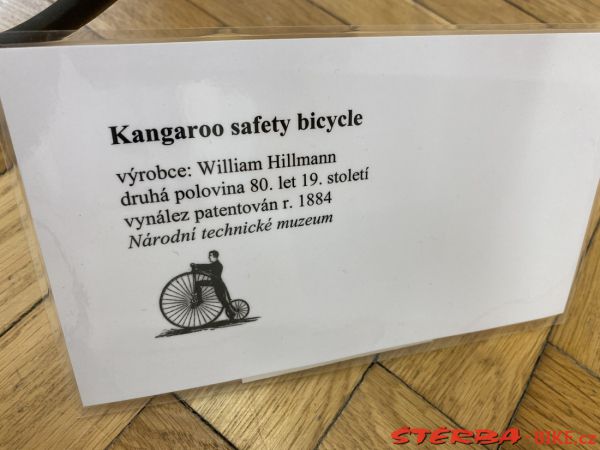 Kangaroo safety bicycle
výrobce: William Hillmann
druhá polovina 80. let 19. století
vynález patentován r. 1884
Národní technické muzeum
STERBA-BIKE.cz